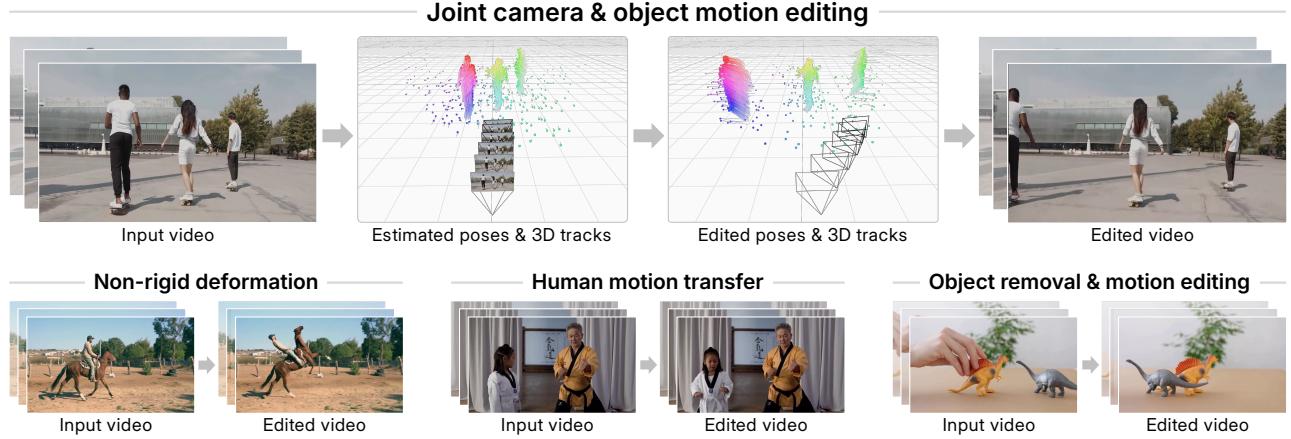 Joint camera & object motion editing
Input video
Estimated poses & 3D tracks
Edited poses & 3D tracks
Edited video
Non-rigid deformation
Human motion transfer
Object removal & motion editing
Input video
Edited video
Input video
Edited video
Input video
Edited video